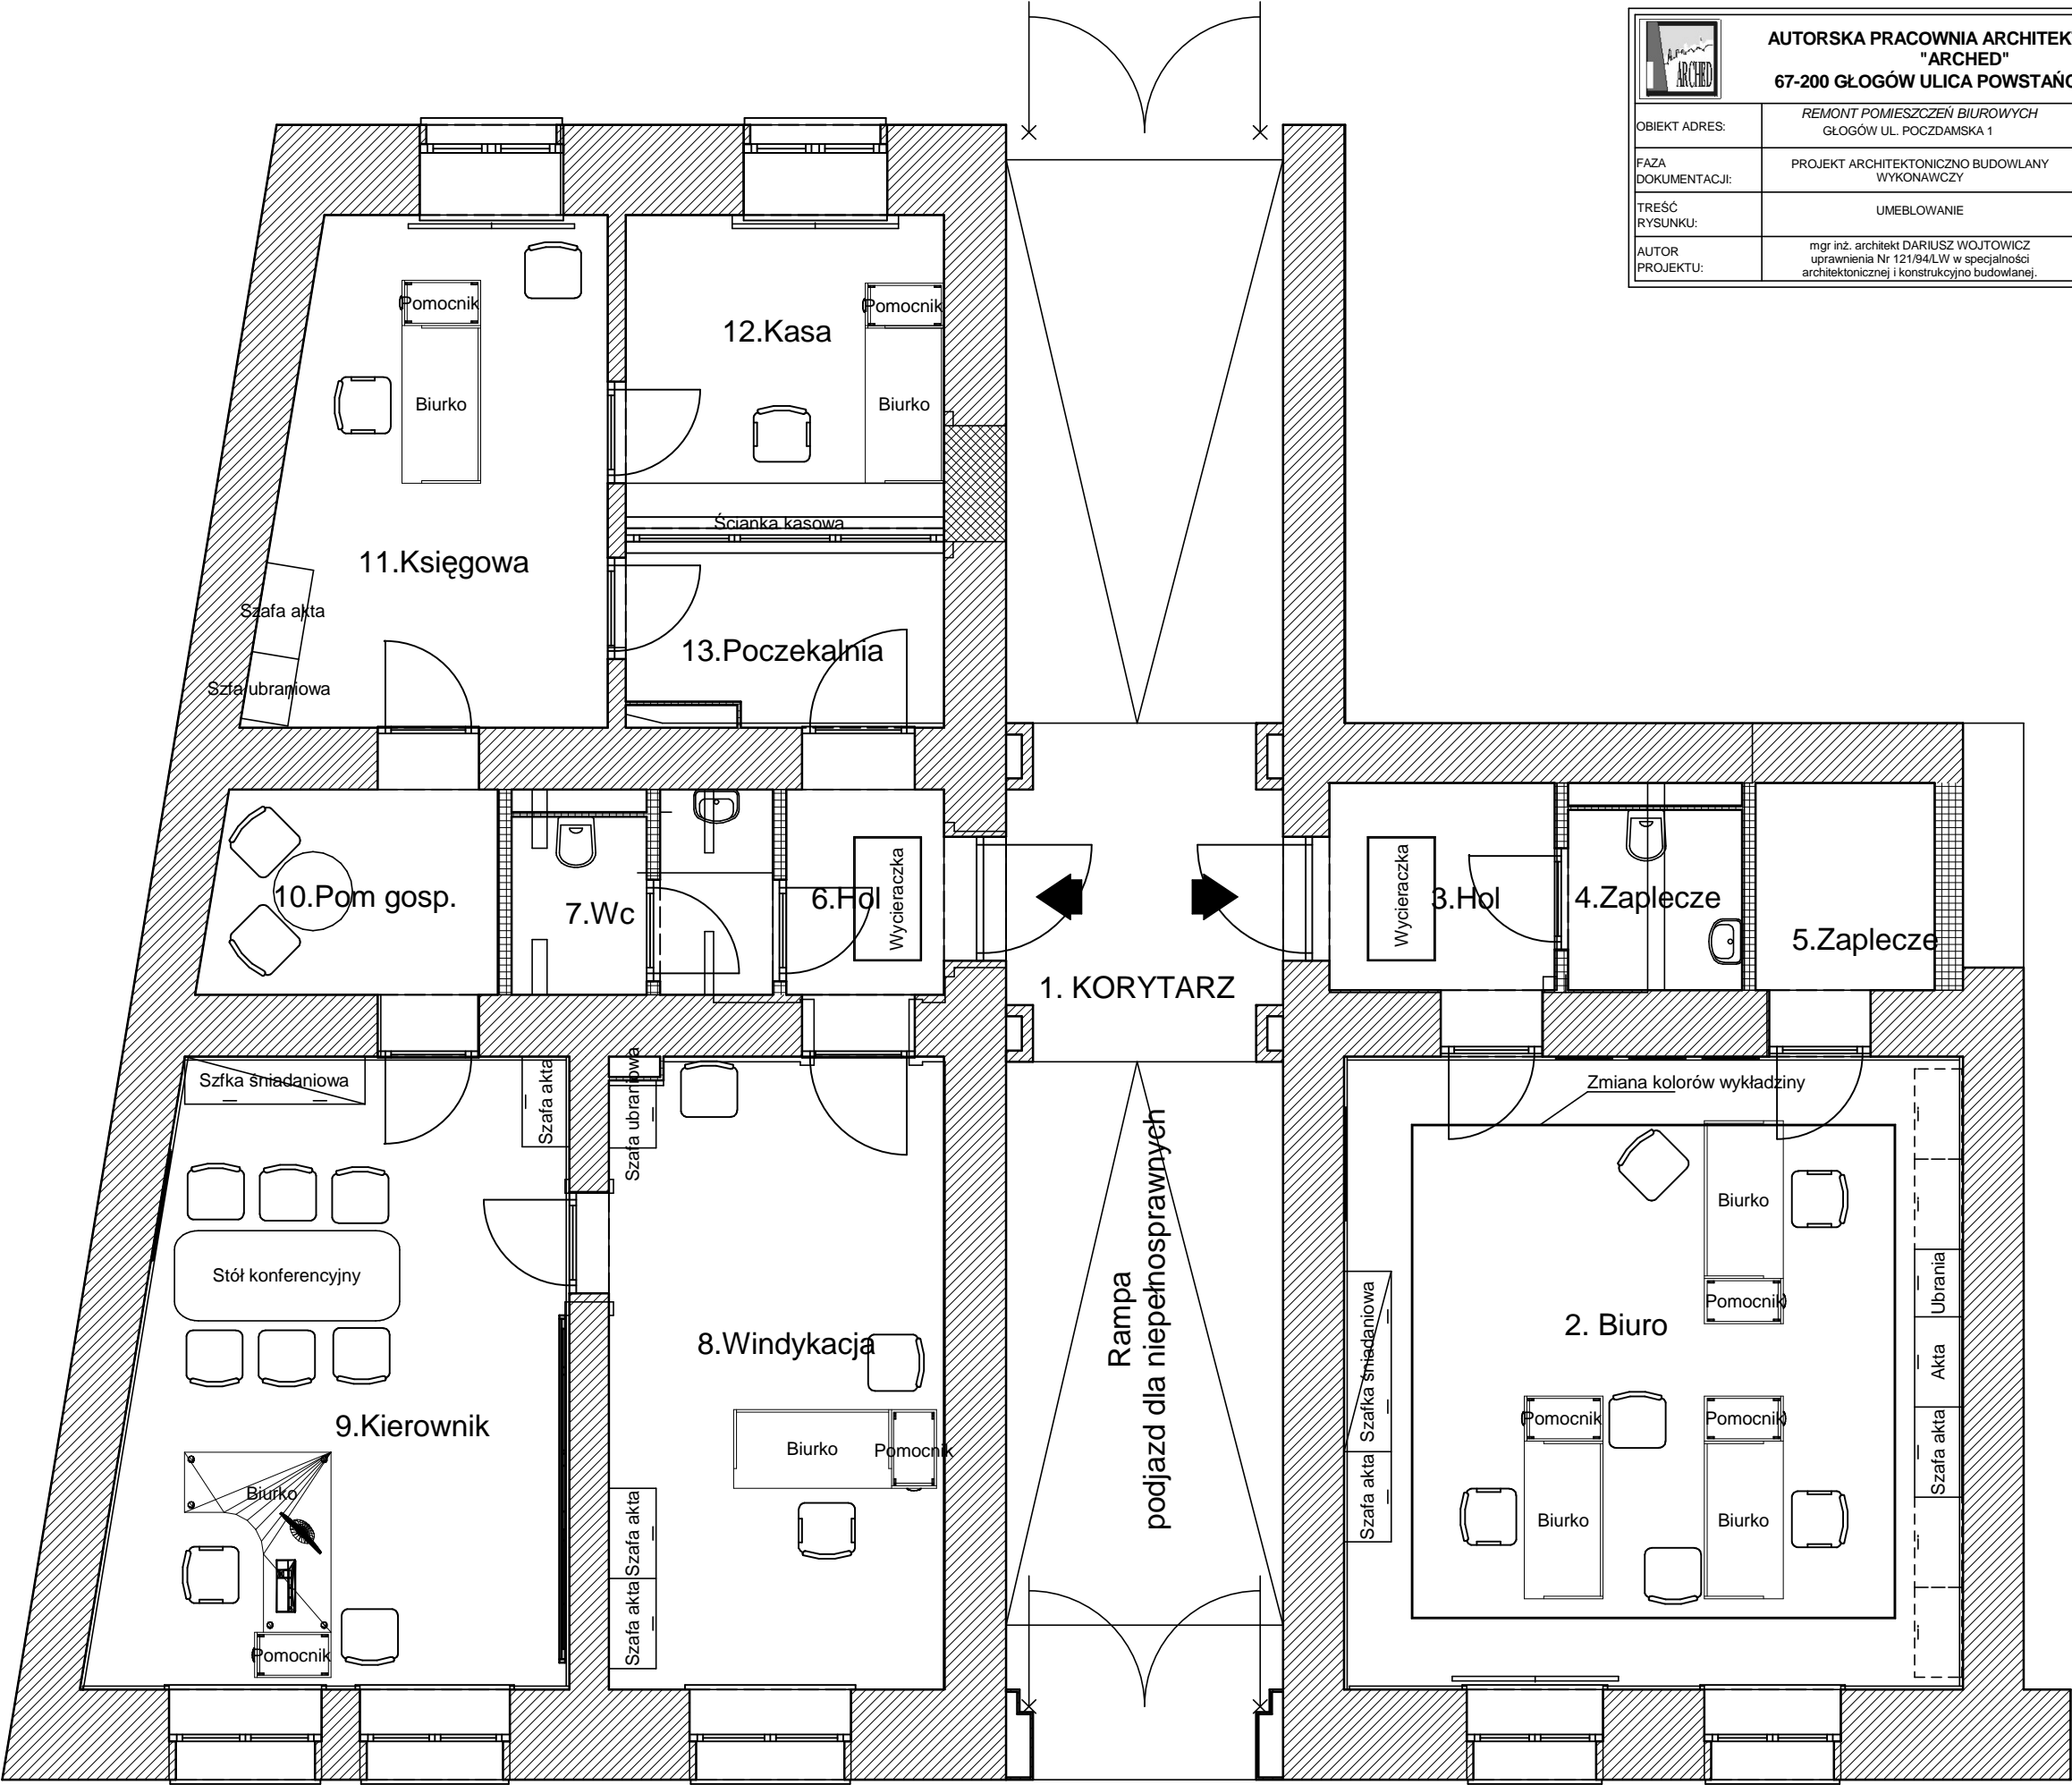 ARCHED
AUTORSKA PRACOWNIA ARCHITEK
"ARCHED"
67-200 GŁOGÓW ULICA POWSTAŃC
OBIEKT ADRES:
REMONT POMIESZCZEŃ BIUROWYCH
GŁOGÓW UL. POCZDAMSKA 1
FAZA
DOKUMENTACJI:
PROJEKT ARCHITEKTONICZNO BUDOWLANY
WYKONAWCZY
TREŚĆ
RYSUNKU:
UMEBLOWANIE
AUTOR
PROJEKTU:
mgr inż. architekt DARIUSZ WOJTOWICZ
uprawnienia Nr 121/94/LW w specjalności
architektonicznej i konstrukcyjno budowlanej.
Pomocnik
Biurko
11.Księgowa
Szafa akta
Szfa ubraniowa
12.Kasa
Pomocnik
Biurko
Ścianka kasowa
13.Poczekalnia
10.Pom gosp.
7.Wc
6.Hol
Wycieraczka
1. KORYTARZ
Wycieraczka
3.Hol
4.Zaplecze
5.Zaplecze
Szfka śniadaniowa
Szafa akta
Stół konferencyjny
9.Kierownik
Biurko
Pomocnik
Szafa ubraniowa
8.Windykacja
Biurko
Pomocnik
Szafa akta
Szafa akta
Rampa
podjazd dla niepełnosprawnych
Zmiana kolorów wykładziny
Biurko
Pomocnik
2. Biuro
Szafka śniadaniowa
Szafa akta
Pomocnik
Biurko
Pomocnik
Biurko
Ubrania
Akta
Szafa akta